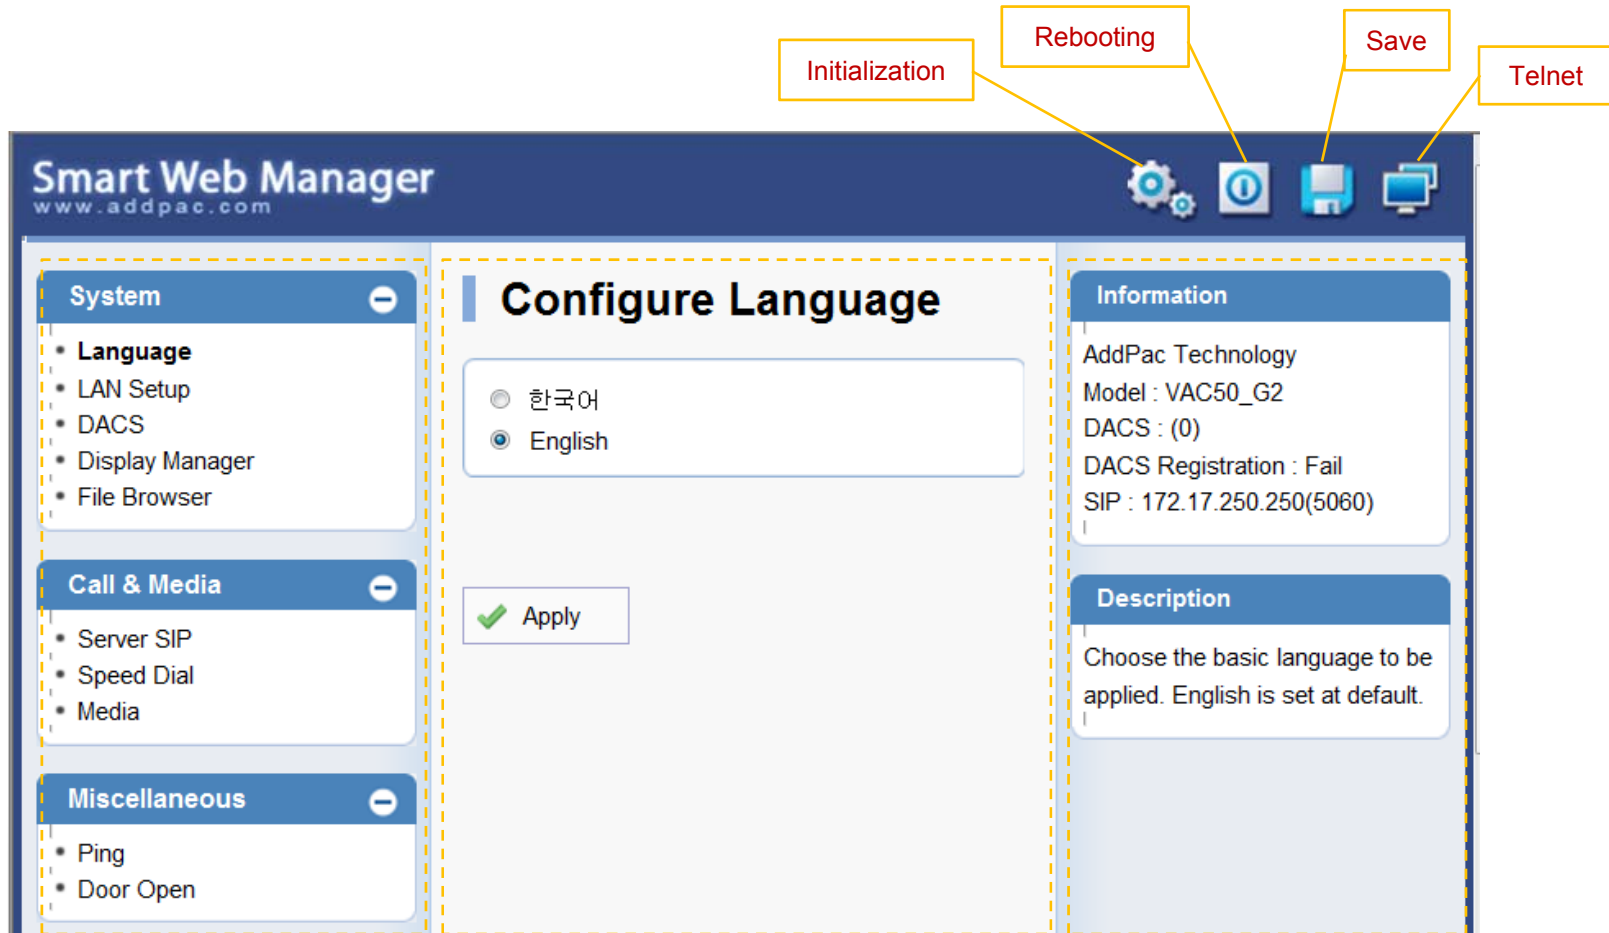 Initialization
Rebooting
Save
Telnet
Smart Web Manager
www.addpac.com
System
Language
LAN Setup
DACS
Display Manager
File Browser
Call & Media
Server SIP
Speed Dial
Media
Miscellaneous
Ping
Door Open
Configure Language
한국어
English
Apply
Information
AddPac Technology
Model : VAC50_G2
DACS : (0)
DACS Registration : Fail
SIP : 172.17.250.250(5060)
Description
Choose the basic language to be
applied. English is set at default.